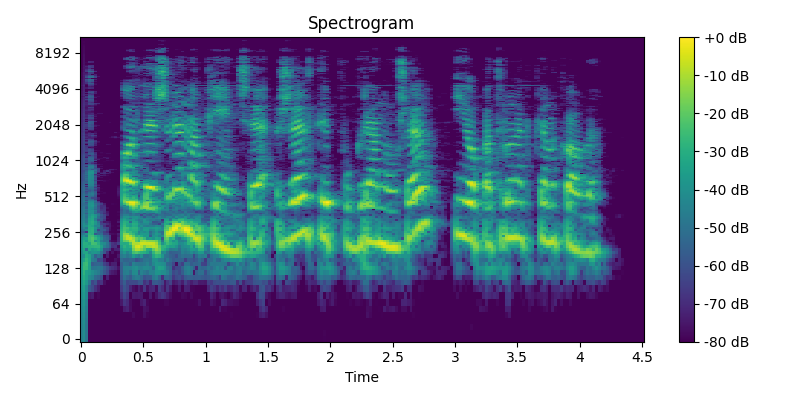 Spectrogram
Hz
8192
4096
2048
1024
512
256
128
64
0
0
0.5
1
1.5
2
2.5
3
3.5
4
4.5
Time
+0 dB
-10 dB
-20 dB
-30 dB
-40 dB
-50 dB
-60 dB
-70 dB
-80 dB